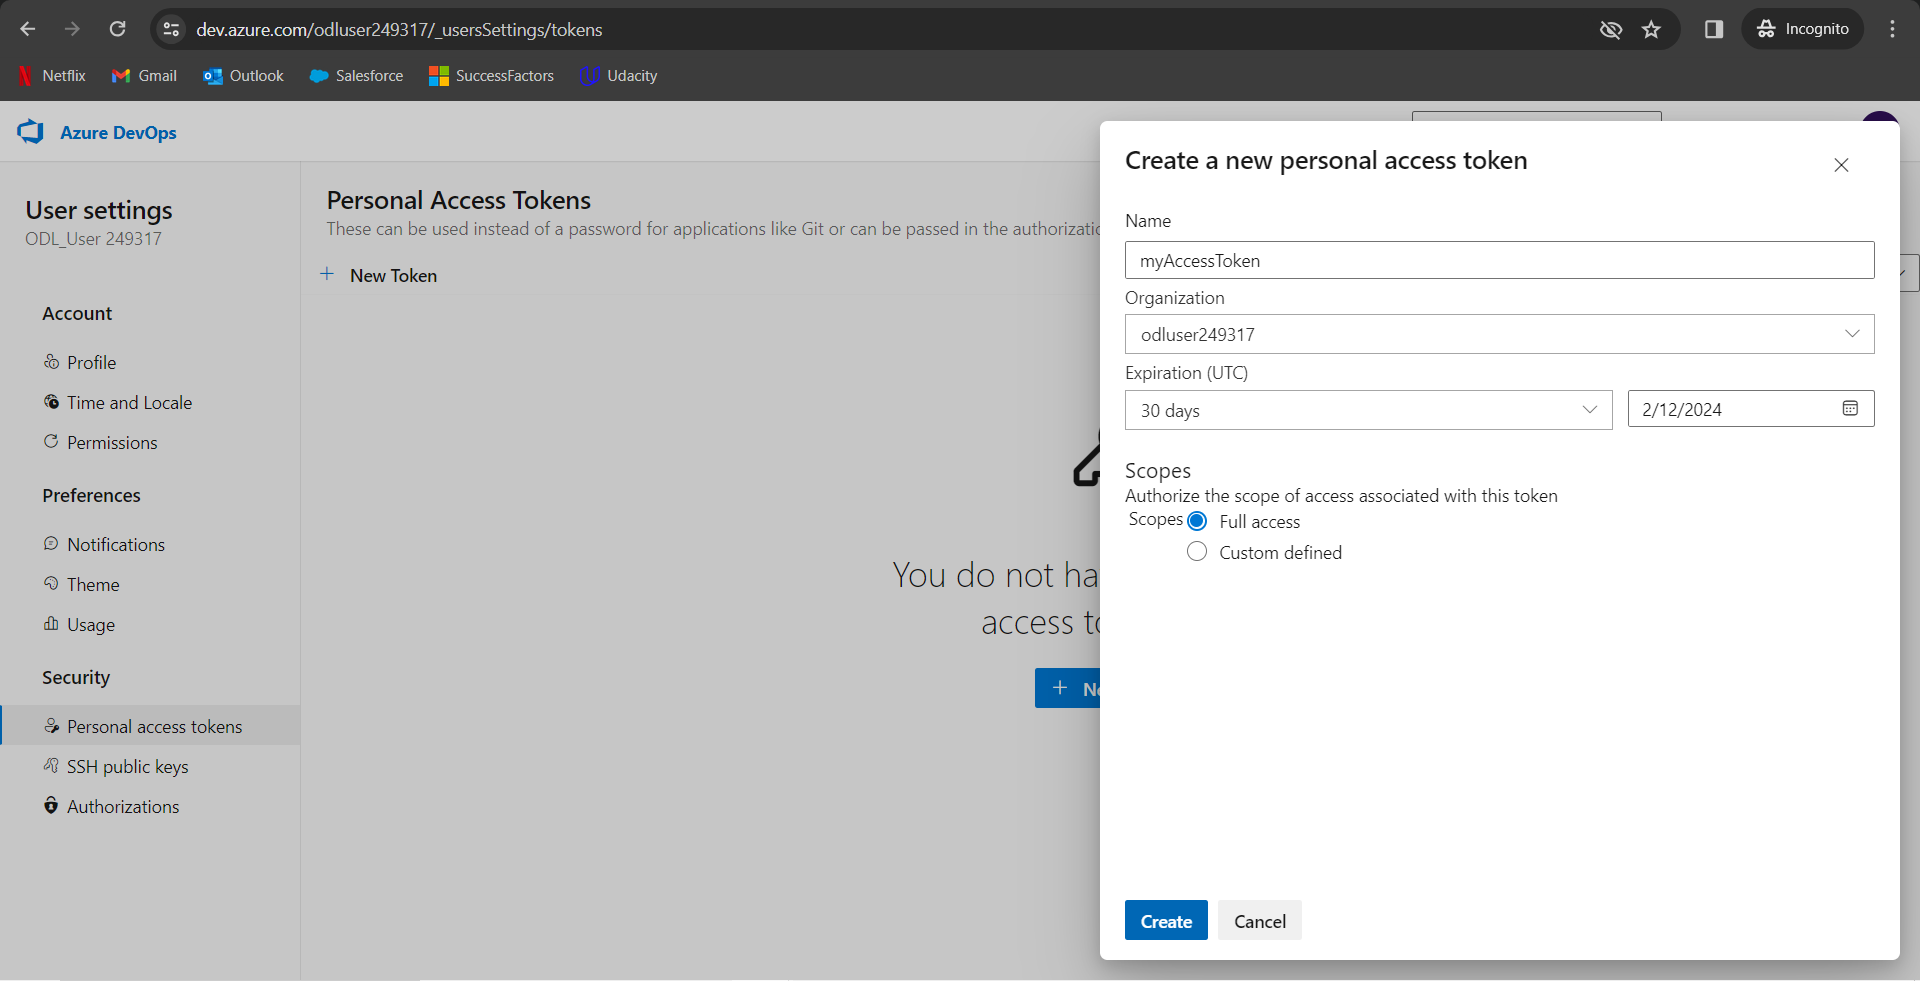 dev.azure.com/odluser249317/_usersSettings/tokens
Incognito
Netflix
Gmail
Outlook
Salesforce
SuccessFactors
Udacity
Azure DevOps
User settings
ODL_User 249317
Account
Profile
Time and Locale
Permissions
Preferences
Notifications
Theme
Usage
Security
Personal access tokens
SSH public keys
Authorizations
Personal Access Tokens
These can be used instead of a password for applications like Git or can be passed in the
New Token
You do not
access
Create a new personal access token
Name
myAccessToken
Organization
odluser249317
Expiration (UTC)
30 days
2/12/2024
Scopes
Authorize the scope of access associated with this token
Scopes
Full access
Custom defined
Create
Cancel